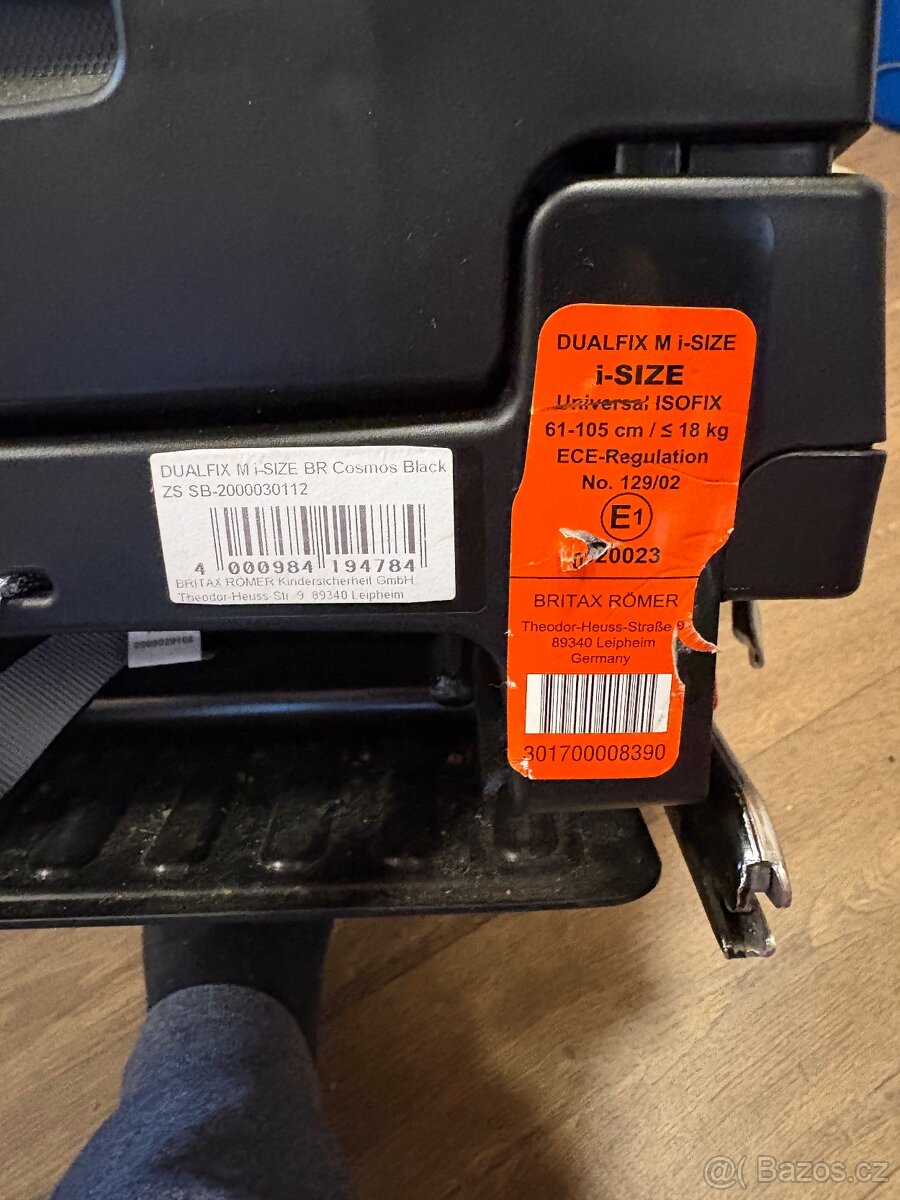 DUALFIX M i-SIZE BR Cosmos Black
ZS SB-2000030112
4 000984 194784
BRITAX RÖMER Kindersicherheit GmbH
Theodor-Heuss-Str. 9 89340 Leipheim
DUALFIX M i-SIZE
i-SIZE
Universal ISOFIX
61-105 cm / ≤ 18 kg
ECE-Regulation
No. 129/02
E1
20023
BRITAX RÖMER
Theodor-Heuss-Straße 9
89340 Leipheim
Germany
301700008390
@ Bazos.cz